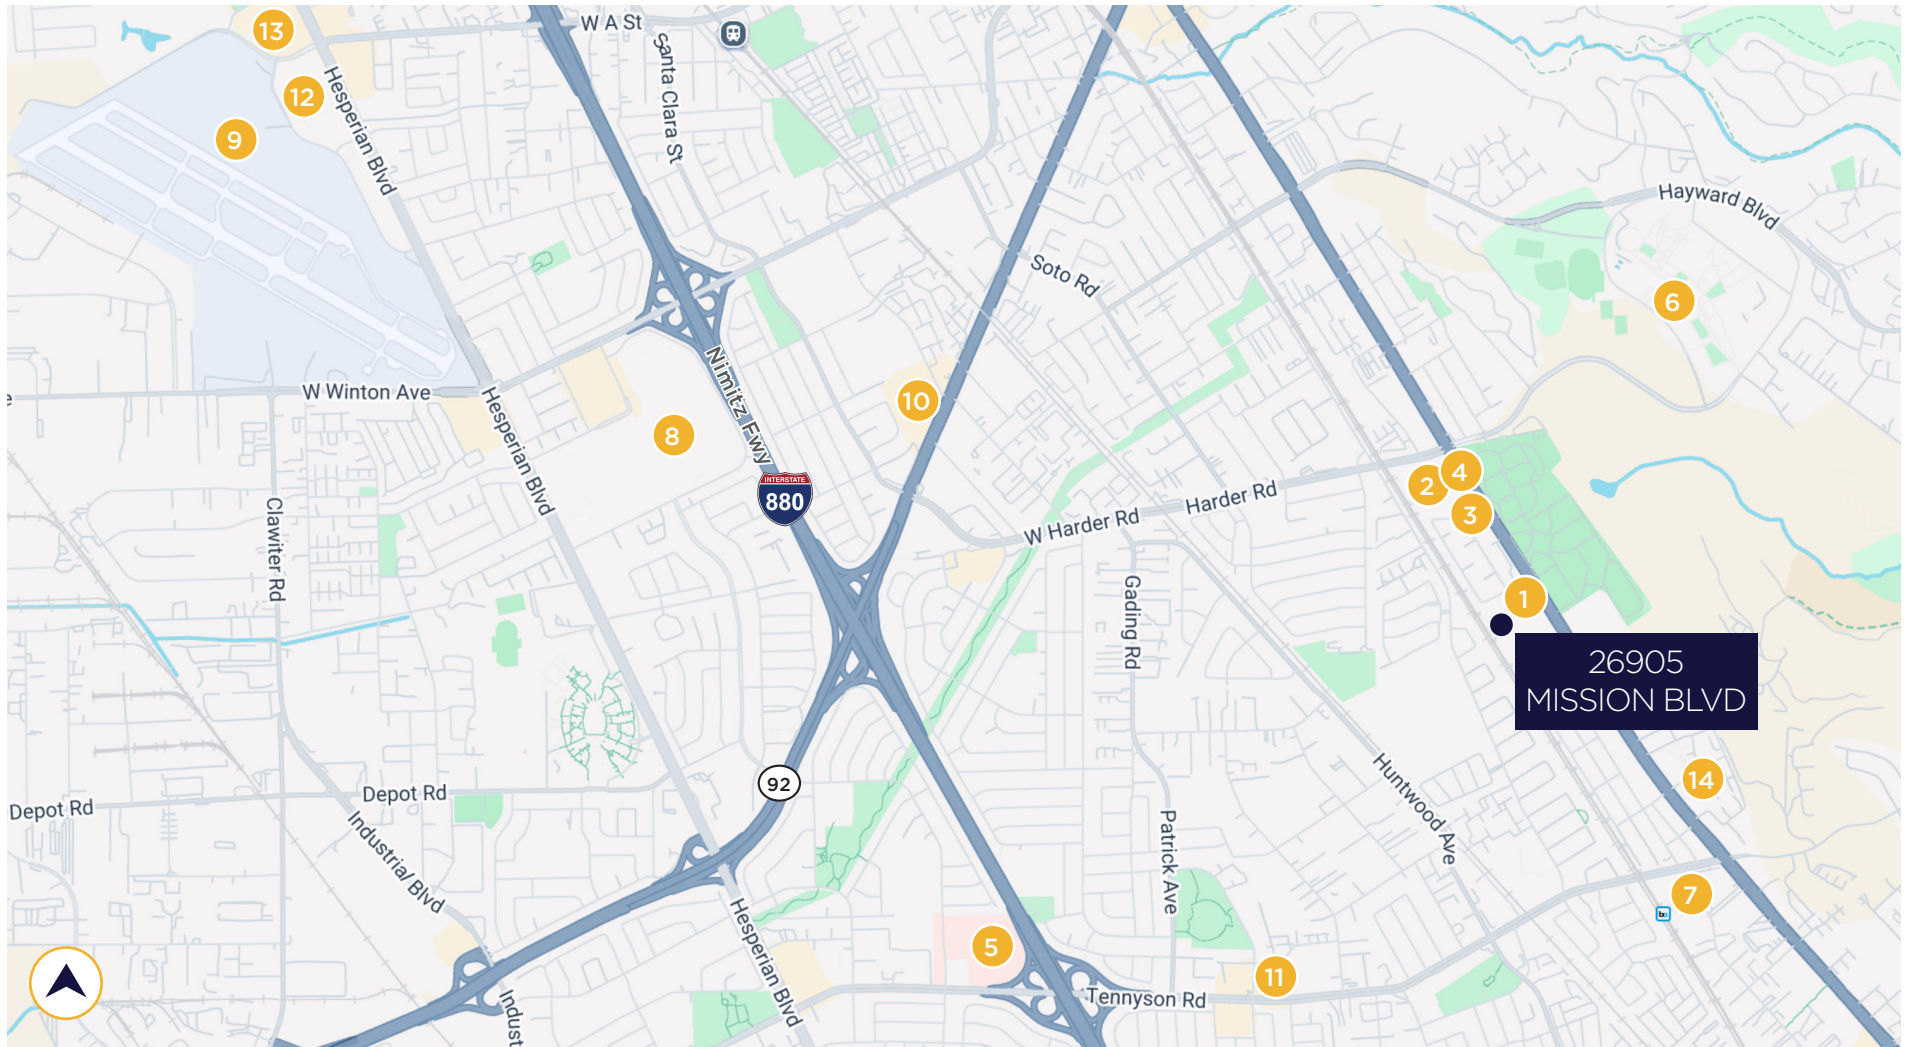 13
W A St
Santa Clara St
12
Hesperian Blvd
9
Hayward Blvd
Soto Rd
6
Nimitz Fwy
W Winton Ave
e
10
Hesperian Blvd
8
4
2
INTERSTATE
880
Harder Rd
3
W Harder Rd
Clawiter Rd
Gading Rd
1
26905
MISSION BLVD
92
14
Depot Rd
Depot Rd
Huntwood Ave
Industrial Blvd
Patrick Ave
7
ba
Hesperian Blvd
5
11
Tennyson Rd
Indust